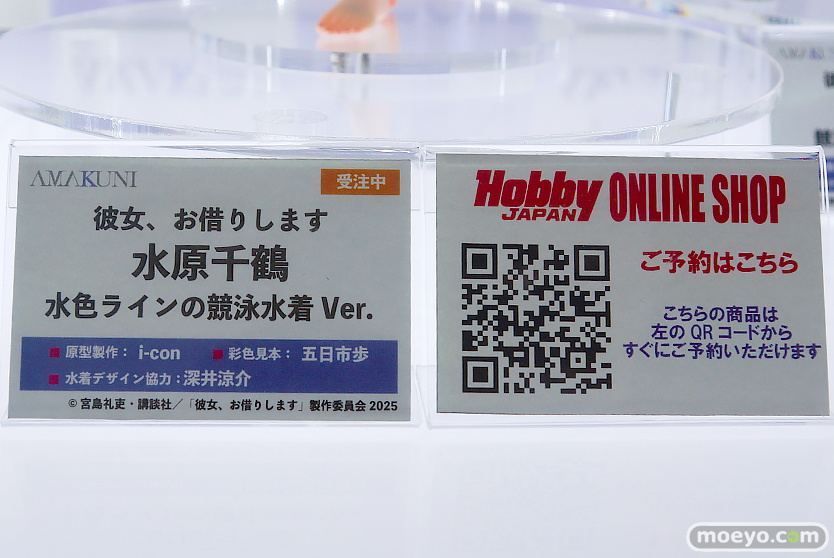 AMAKUNI
受注中
彼女、お借りします
水原千鶴
水色ラインの競泳水着 Ver.
原型製作： i-con
彩色見本： 五日市歩
水着デザイン協力：深井涼介
© 宮島礼吏・講談社／「彼女、お借りします」製作委員会 2025
Hobby JAPAN ONLINE SHOP
ご予約はこちら
こちらの商品は
左の QR コードから
すぐにご予約いただけます
AMAKUNI
moeyo.com